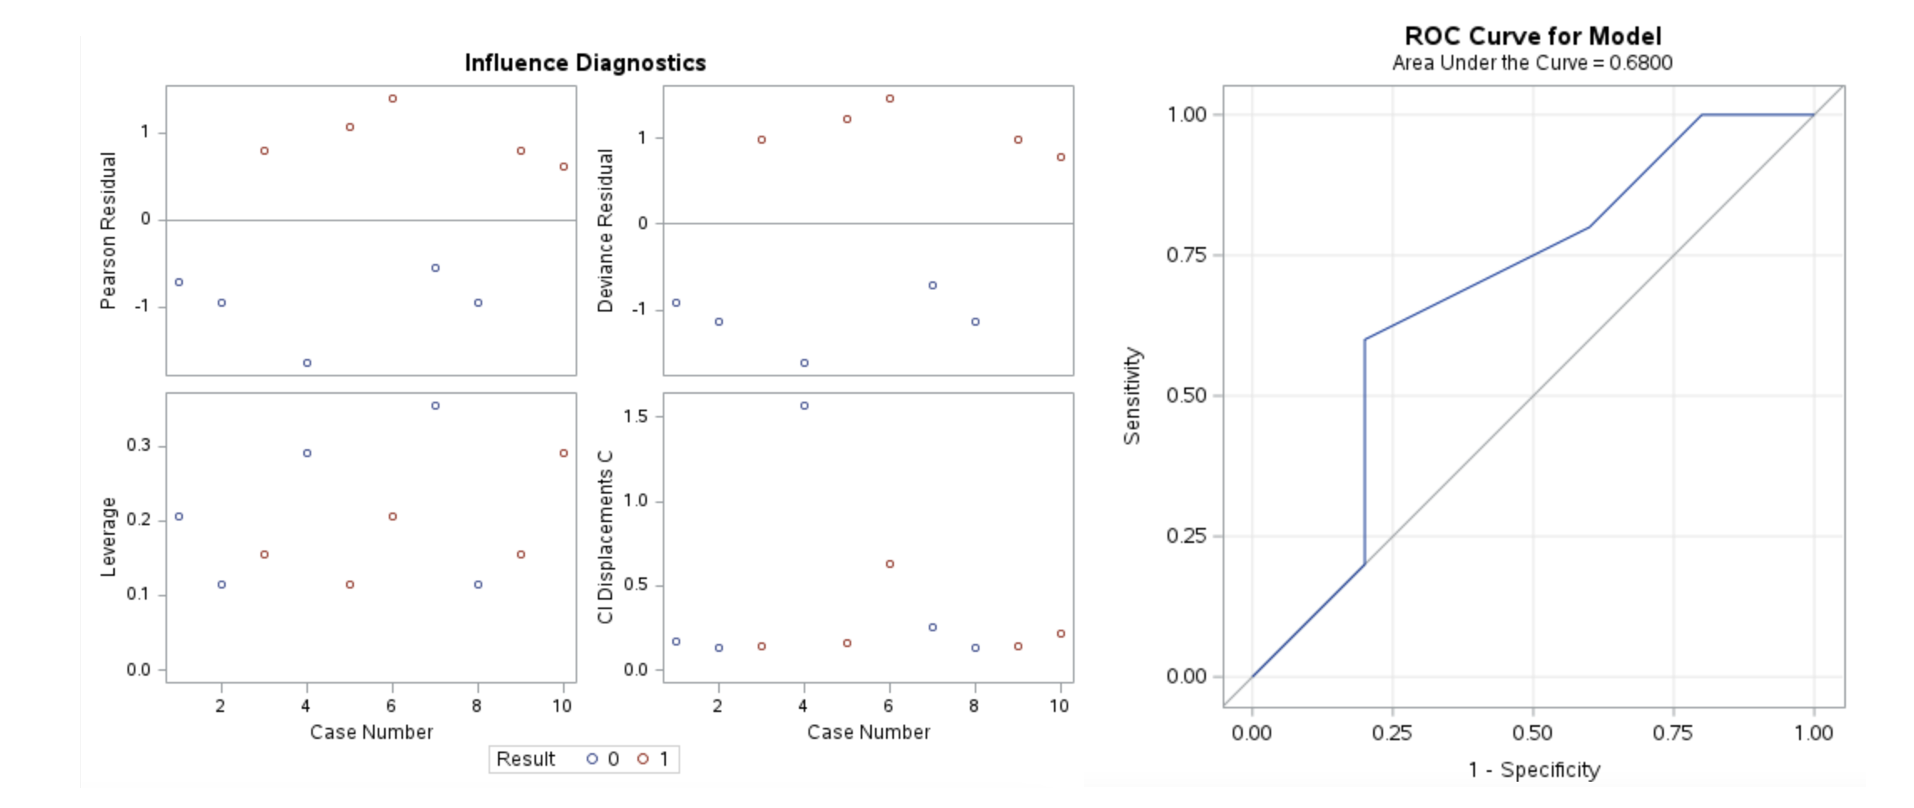 Influence Diagnostics
Pearson Residual
1
0
-1
Deviance Residual
1
0
-1
Leverage
0.3
0.2
0.1
0.0
2 4 6 8 10
Case Number
CI Displacements C
1.5
1.0
0.5
0.0
2 4 6 8 10
Case Number
Result 0 1
ROC Curve for Model
Area Under the Curve = 0.6800
Sensitivity
1.00
0.75
0.50
0.25
0.00
0.00 0.25 0.50 0.75 1.00
1 - Specificity